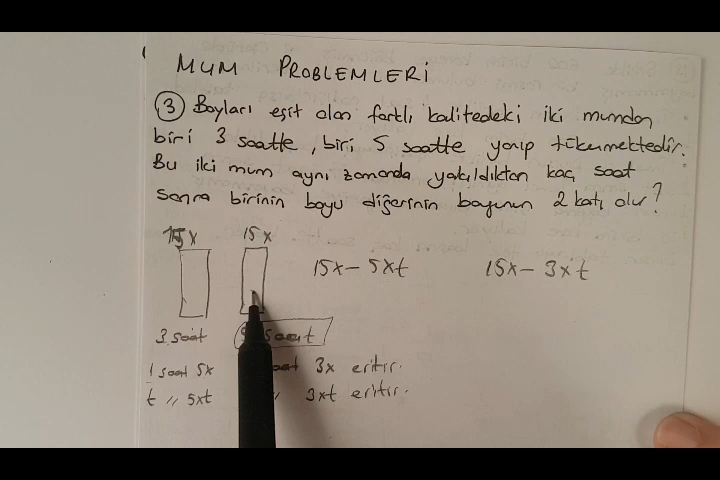 MUM PROBLEMLERİ
3 Boyları eşit olan farklı kalitedeki iki mumdan
biri 3 saatte, biri 5 saatte yanıp tükenmektedir.
Bu iki mum aynı zamanda yakıldıktan kaç saat
sonra birinin boyu diğerinin boyunun 2 katı olur?
15x 15x
15x - 5xt 15x - 3xt
3 saat saat
1 saat 5x saat 3x eritir.
t 〃 5xt 〃 3xt eritir.